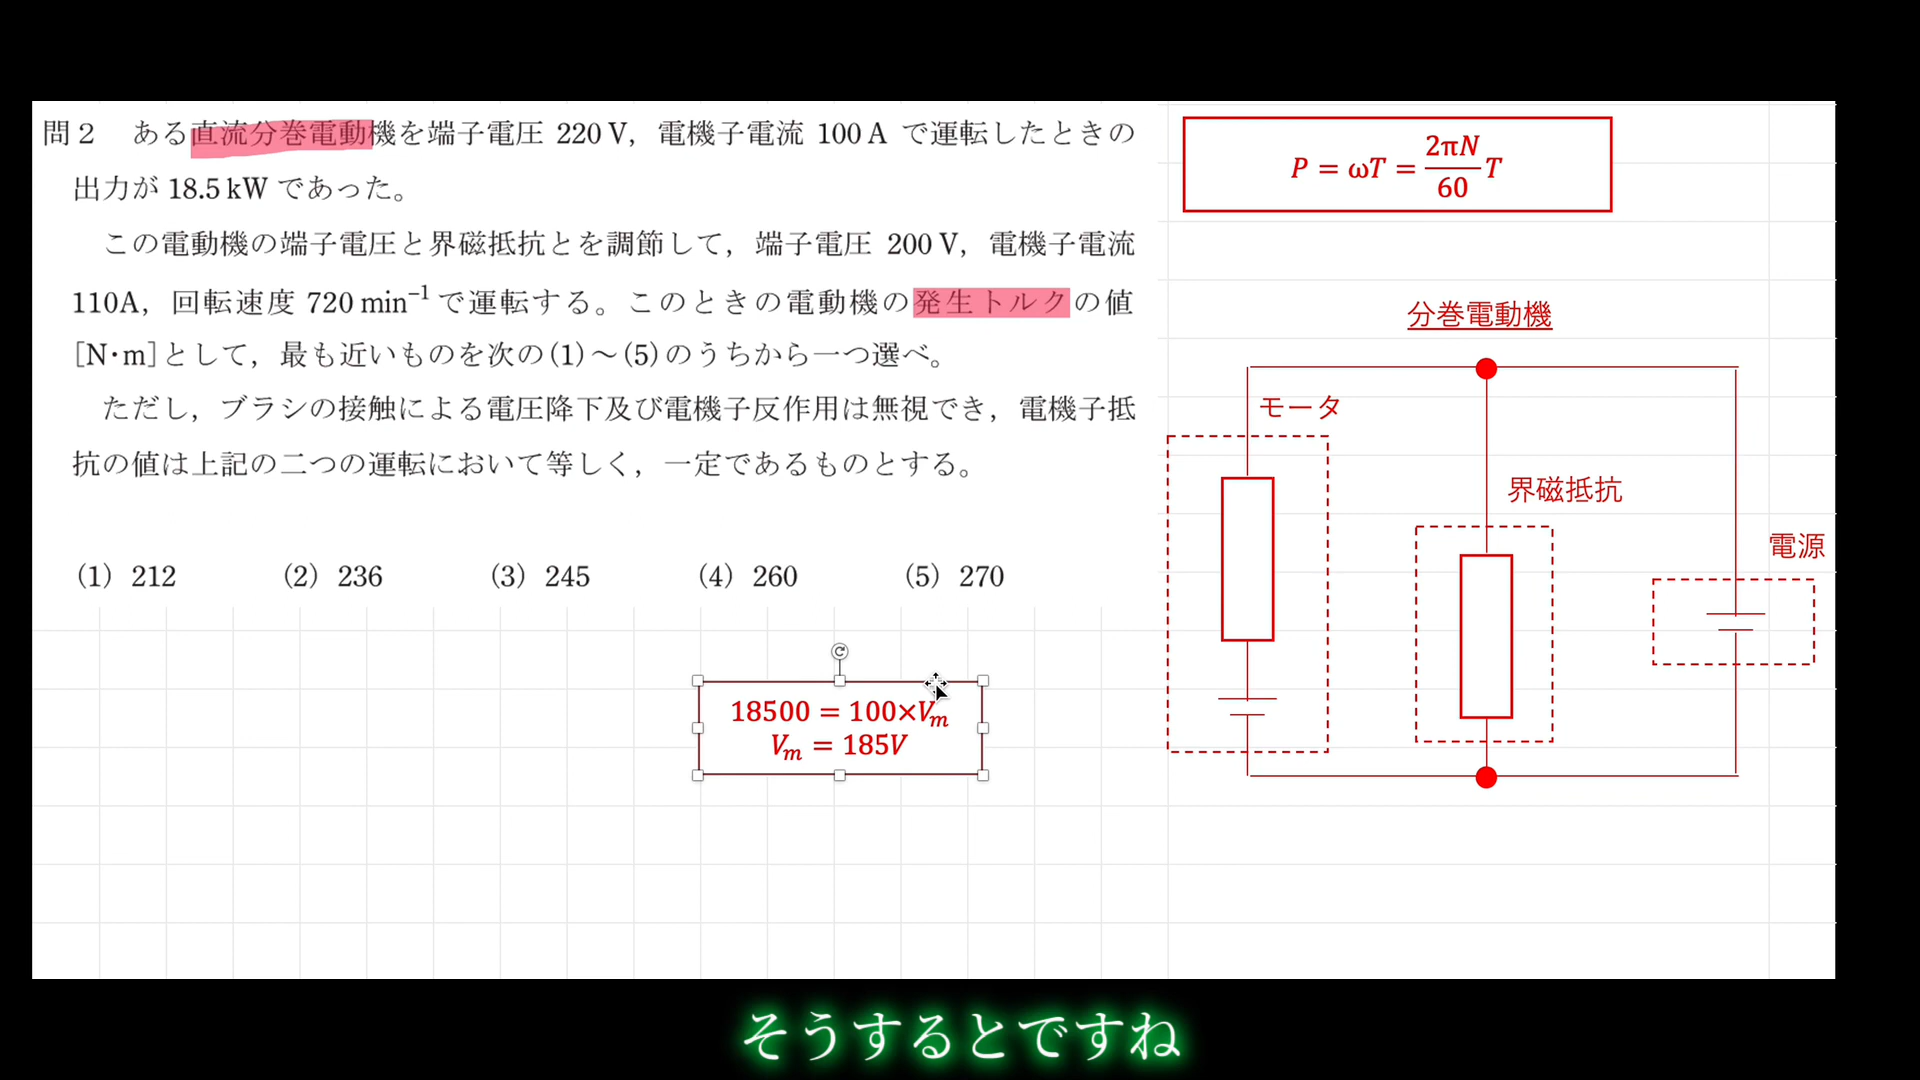 問2 ある直流分巻電動機を端子電圧 220 V，電機子電流 100 A で運転したときの
出力が 18.5 kW であった。
この電動機の端子電圧と界磁抵抗とを調節して，端子電圧 200 V，電機子電流
110A，回転速度 720 min⁻¹ で運転する。このときの電動機の発生トルクの値
[N・m]として，最も近いものを次の(1)～(5)のうちから一つ選べ。
ただし，ブラシの接触による電圧降下及び電機子反作用は無視でき，電機子抵
抗の値は上記の二つの運転において等しく，一定であるものとする。
(1) 212 (2) 236 (3) 245 (4) 260 (5) 270
18500 = 100×Vₘ
Vₘ = 185V
P = ωT = 2πN/60 T
分巻電動機
モータ
界磁抵抗
電源
そうするとですね